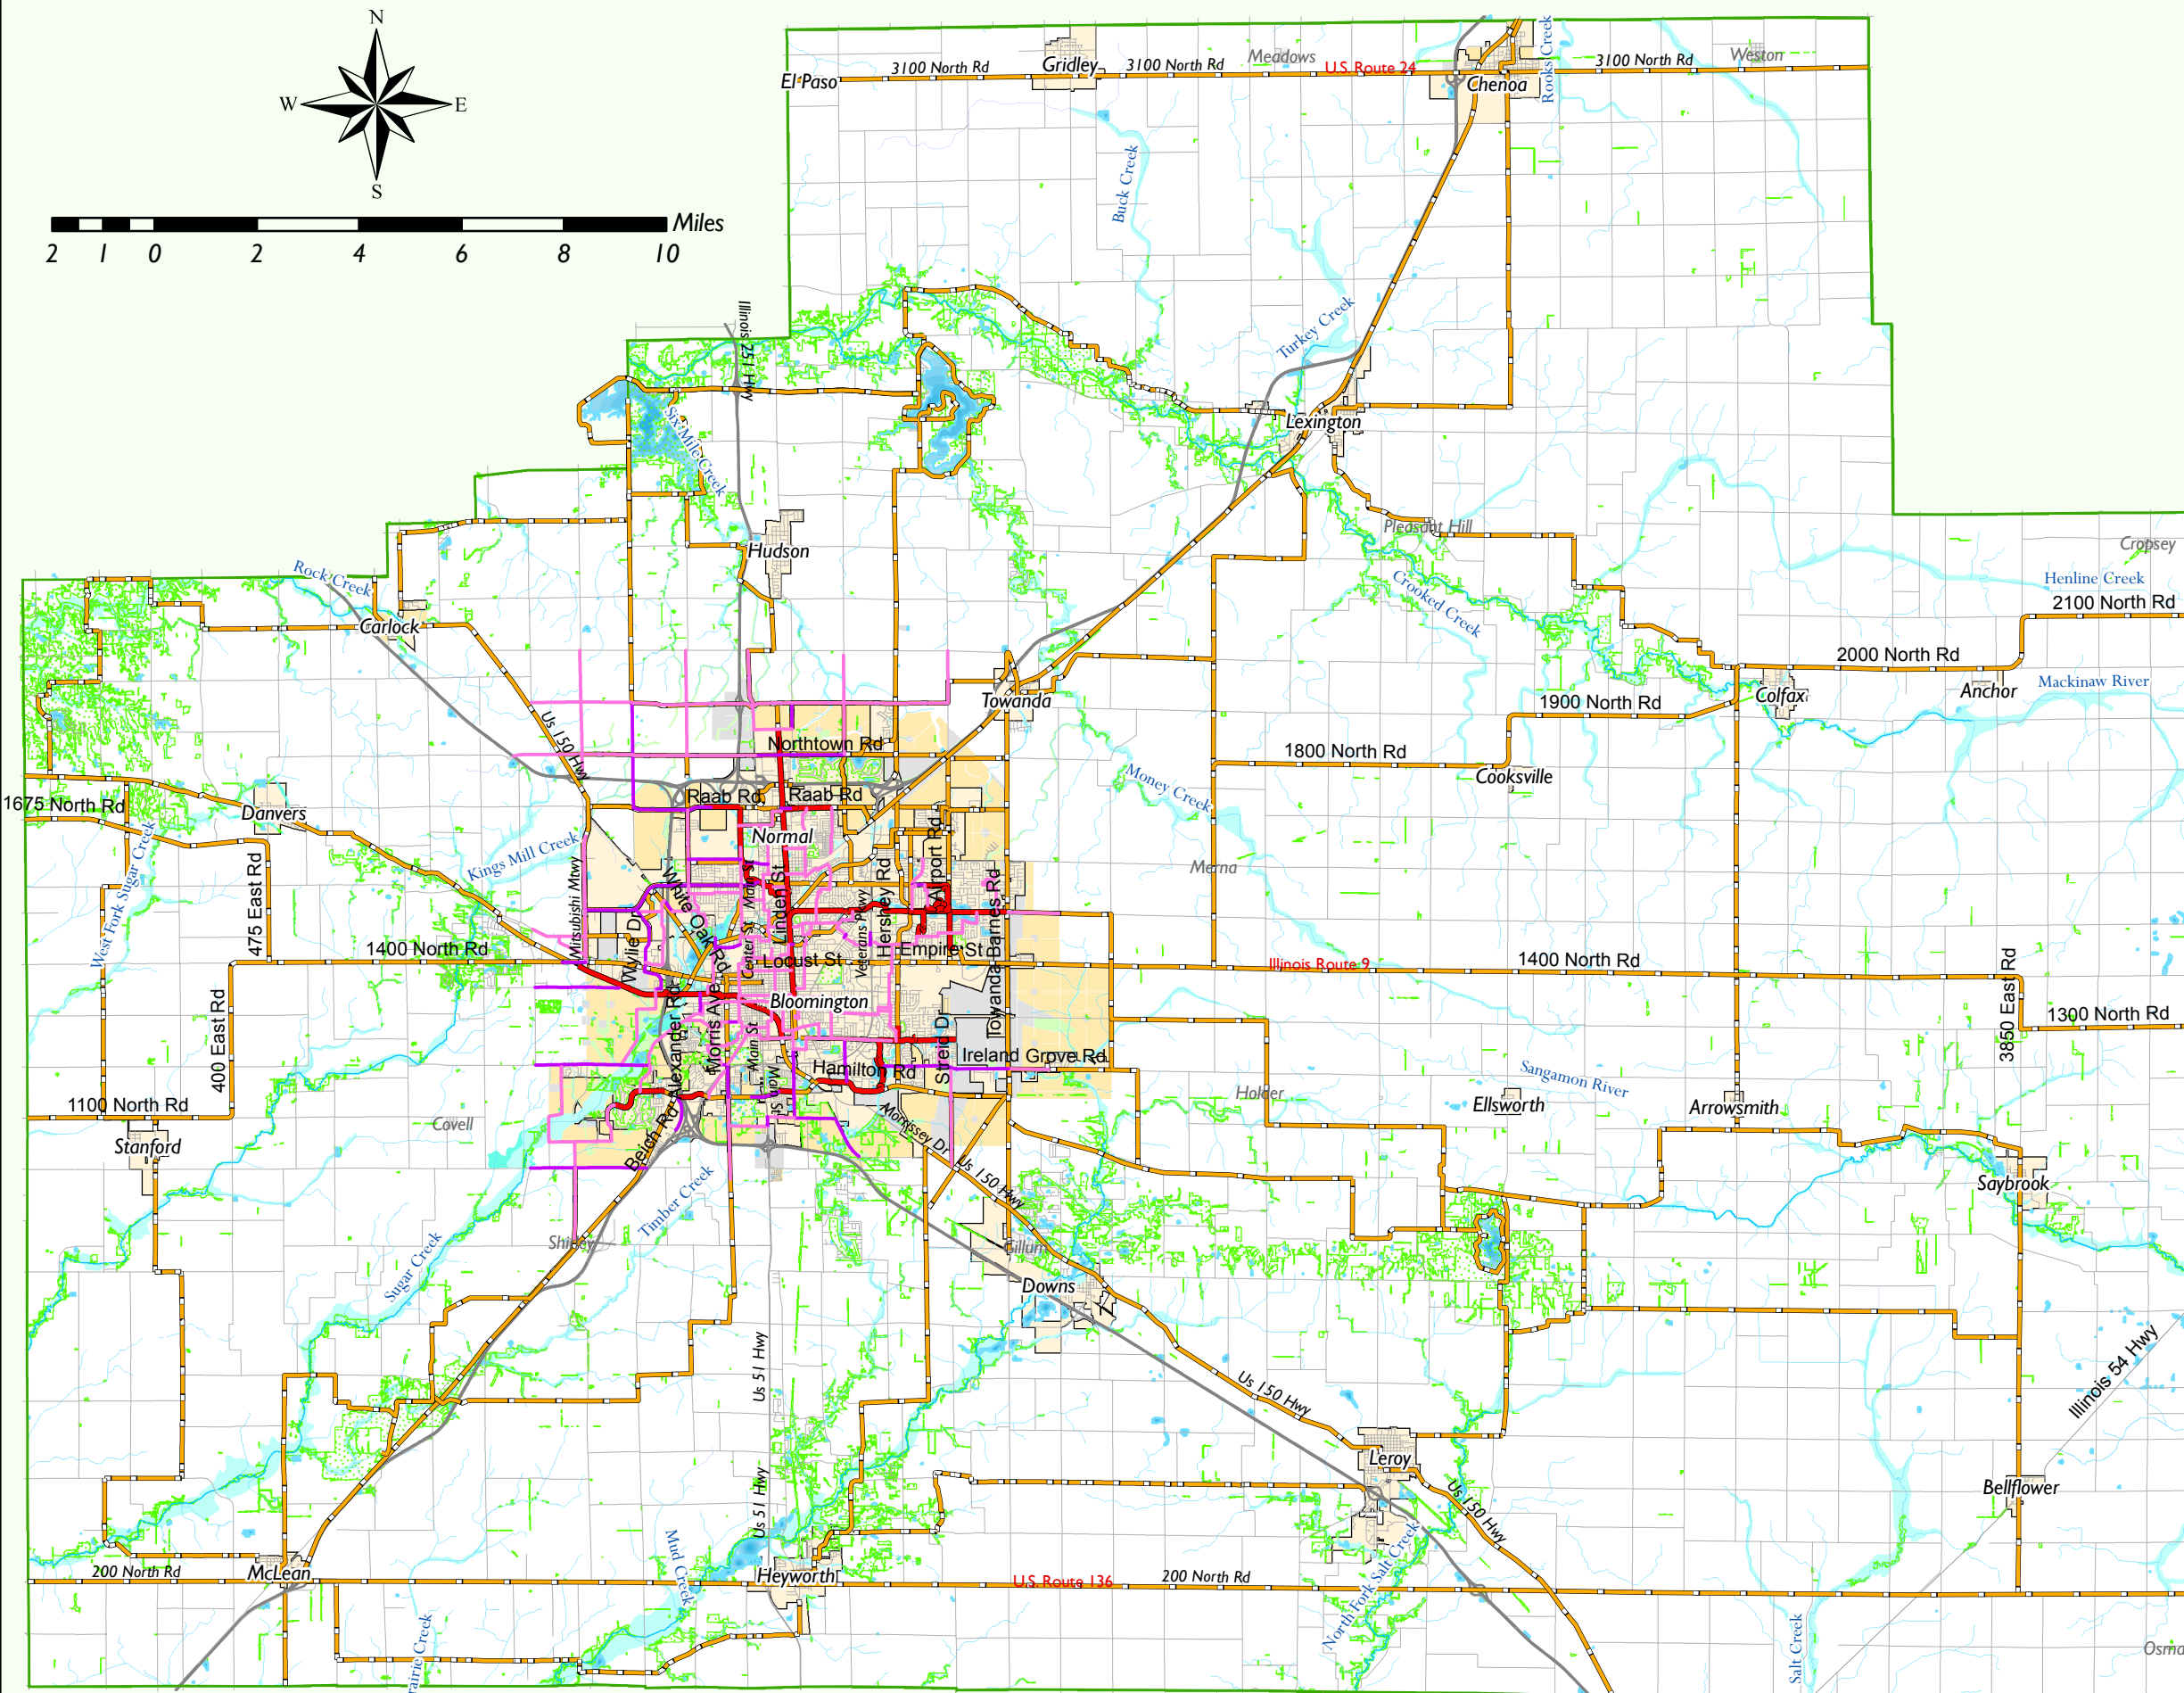 N
W
E
S
Miles
2 1 0 2 4 6 8 10
El Paso
3100 North Rd
Gridley
3100 North Rd
Meadows
U.S. Route 24
Chenoa
Rooks Creek
3100 North Rd
Weston
Buck Creek
Turkey Creek
Illinois 251 Hwy
Six Mile Creek
Lexington
Hudson
Pleasant Hill
Cropsey
Rock Creek
Crooked Creek
Henline Creek
2100 North Rd
Carlock
2000 North Rd
Anchor
Mackinaw River
Colfax
Towanda
1900 North Rd
Us 150 Hwy
Northtown Rd
1800 North Rd
Cooksville
Money Creek
1675 North Rd
Danvers
Raab Rd
Raab Rd
Normal
Kings Mill Creek
West Fork Sugar Creek
475 East Rd
Mitsubishi Mtwy
White Oak Rd
Main St
Linden St
Veterans Pkwy
Hershey Rd
Airport Rd
Towanda Barnes Rd
Merna
Wylie Dr
Center St
Locust St
Empire St
1400 North Rd
Illinois Route 9
1400 North Rd
3850 East Rd
Bloomington
400 East Rd
1300 North Rd
Alexander Rd
Morris Ave
Main St
Main St
Hamilton Rd
Streid Dr
Ireland Grove Rd
Sangamon River
Holder
Ellsworth
Arrowsmith
1100 North Rd
Covell
Stanford
Beich Rd
Morrissey Dr
Us 150 Hwy
Saybrook
Timber Creek
Shirley
Gillum
Sugar Creek
Downs
Us 51 Hwy
Us 150 Hwy
Illinois 54 Hwy
Leroy
Us 150 Hwy
Bellflower
Us 51 Hwy
Mud Creek
200 North Rd
McLean
Heyworth
U.S. Route 136
200 North Rd
North Fork Salt Creek
Salt Creek